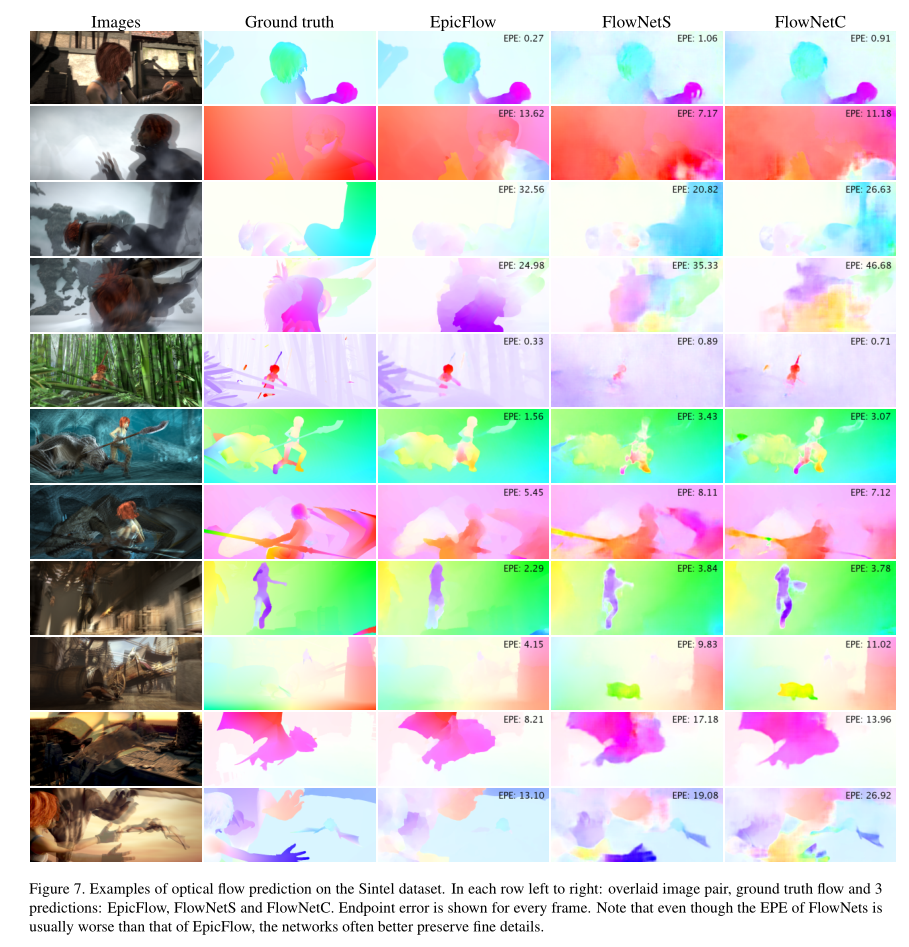 Images Ground truth EpicFlow FlowNetS FlowNetC
EPE: 0.27 EPE: 1.06 EPE: 0.91
EPE: 13.62 EPE: 7.17 EPE: 11.18
EPE: 32.56 EPE: 20.82 EPE: 26.63
EPE: 24.98 EPE: 35.33 EPE: 46.68
EPE: 0.33 EPE: 0.89 EPE: 0.71
EPE: 1.56 EPE: 3.43 EPE: 3.07
EPE: 5.45 EPE: 8.11 EPE: 7.12
EPE: 2.29 EPE: 3.84 EPE: 3.78
EPE: 4.15 EPE: 9.83 EPE: 11.02
EPE: 8.21 EPE: 17.18 EPE: 13.96
EPE: 13.10 EPE: 19.08 EPE: 26.92
Figure 7. Examples of optical flow prediction on the Sintel dataset. In each row left to right: overlaid image pair, ground truth flow and 3
predictions: EpicFlow, FlowNetS and FlowNetC. Endpoint error is shown for every frame. Note that even though the EPE of FlowNets is
usually worse than that of EpicFlow, the networks often better preserve fine details.